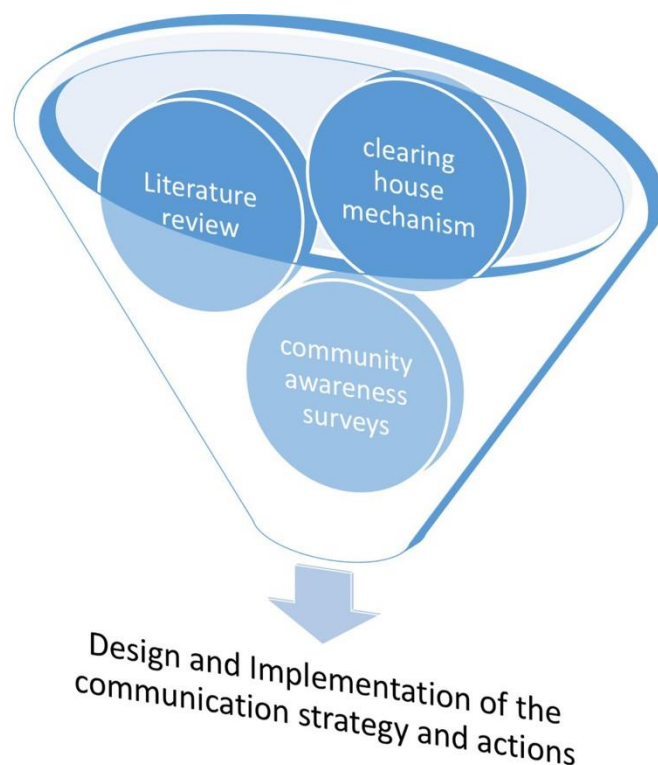 Literature
review
clearing
house
mechanism
community
awareness
surveys
Design and Implementation of the
communication strategy and actions